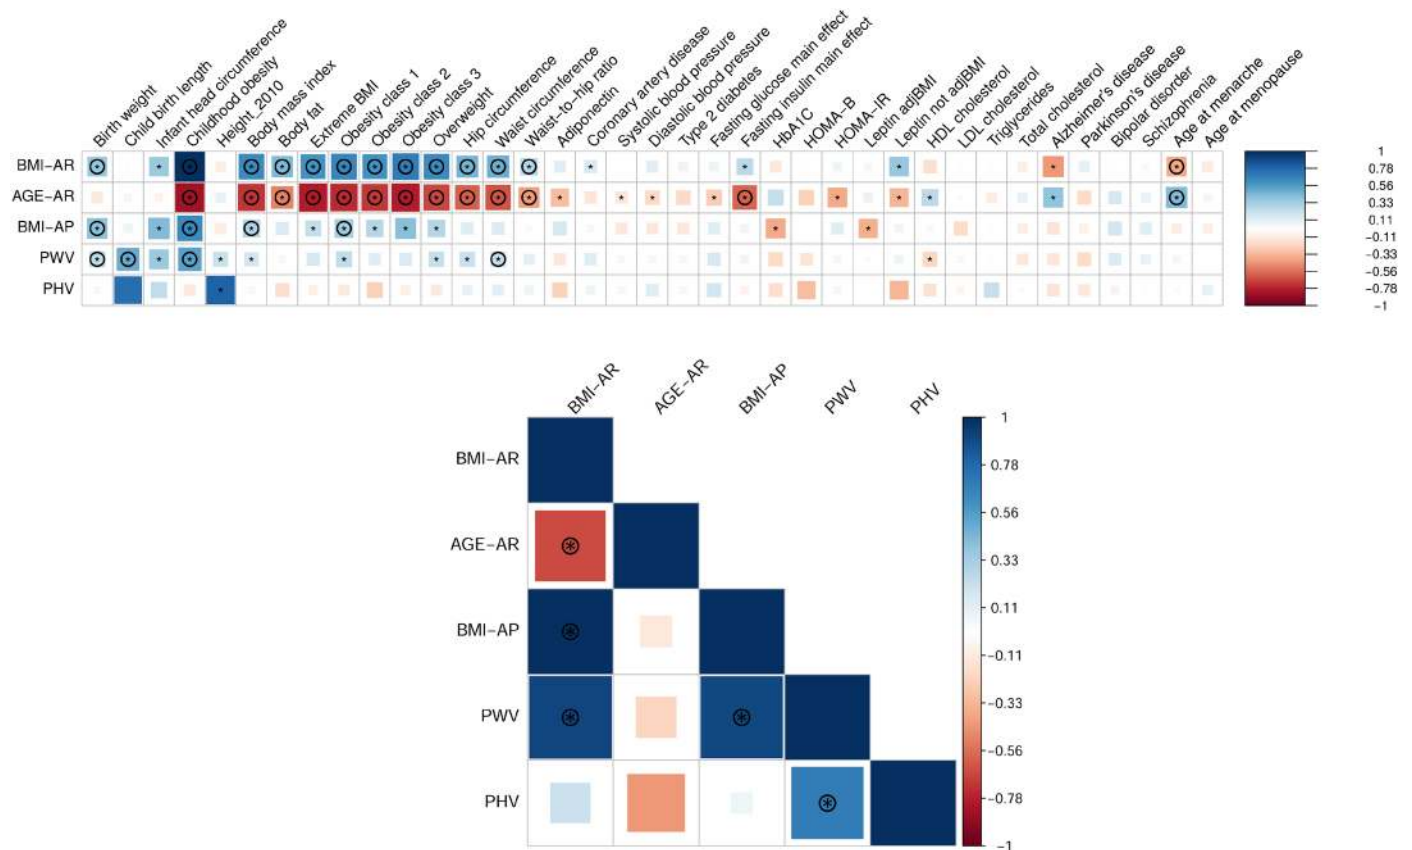 Birth weight
Child birth length
Infant head circumference
Childhood obesity
Height_2010
Body mass index
Body fat
Extreme BMI
Obesity class 1
Obesity class 2
Obesity class 3
Overweight
Hip circumference
Waist circumference
Waist-to-hip ratio
Adiponectin
Coronary artery disease
Systolic blood pressure
Diastolic blood pressure
Type 2 diabetes
Fasting glucose main effect
Fasting insulin main effect
HbA1C
HOMA-B
HOMA-IR
Leptin adjBMI
Leptin not adjBMI
HDL cholesterol
LDL cholesterol
Triglycerides
Total cholesterol
Alzheimer's disease
Parkinson's disease
Bipolar disorder
Schizophrenia
Age at menarche
Age at menopause
BMI-AR
AGE-AR
BMI-AP
PWV
PHV
1
0.78
0.56
0.33
0.11
-0.11
-0.33
-0.56
-0.78
-1
BMI-AR
AGE-AR
BMI-AP
PWV
PHV
BMI-AR
AGE-AR
BMI-AP
PWV
PHV
1
0.78
0.56
0.33
0.11
-0.11
-0.33
-0.56
-0.78
-1